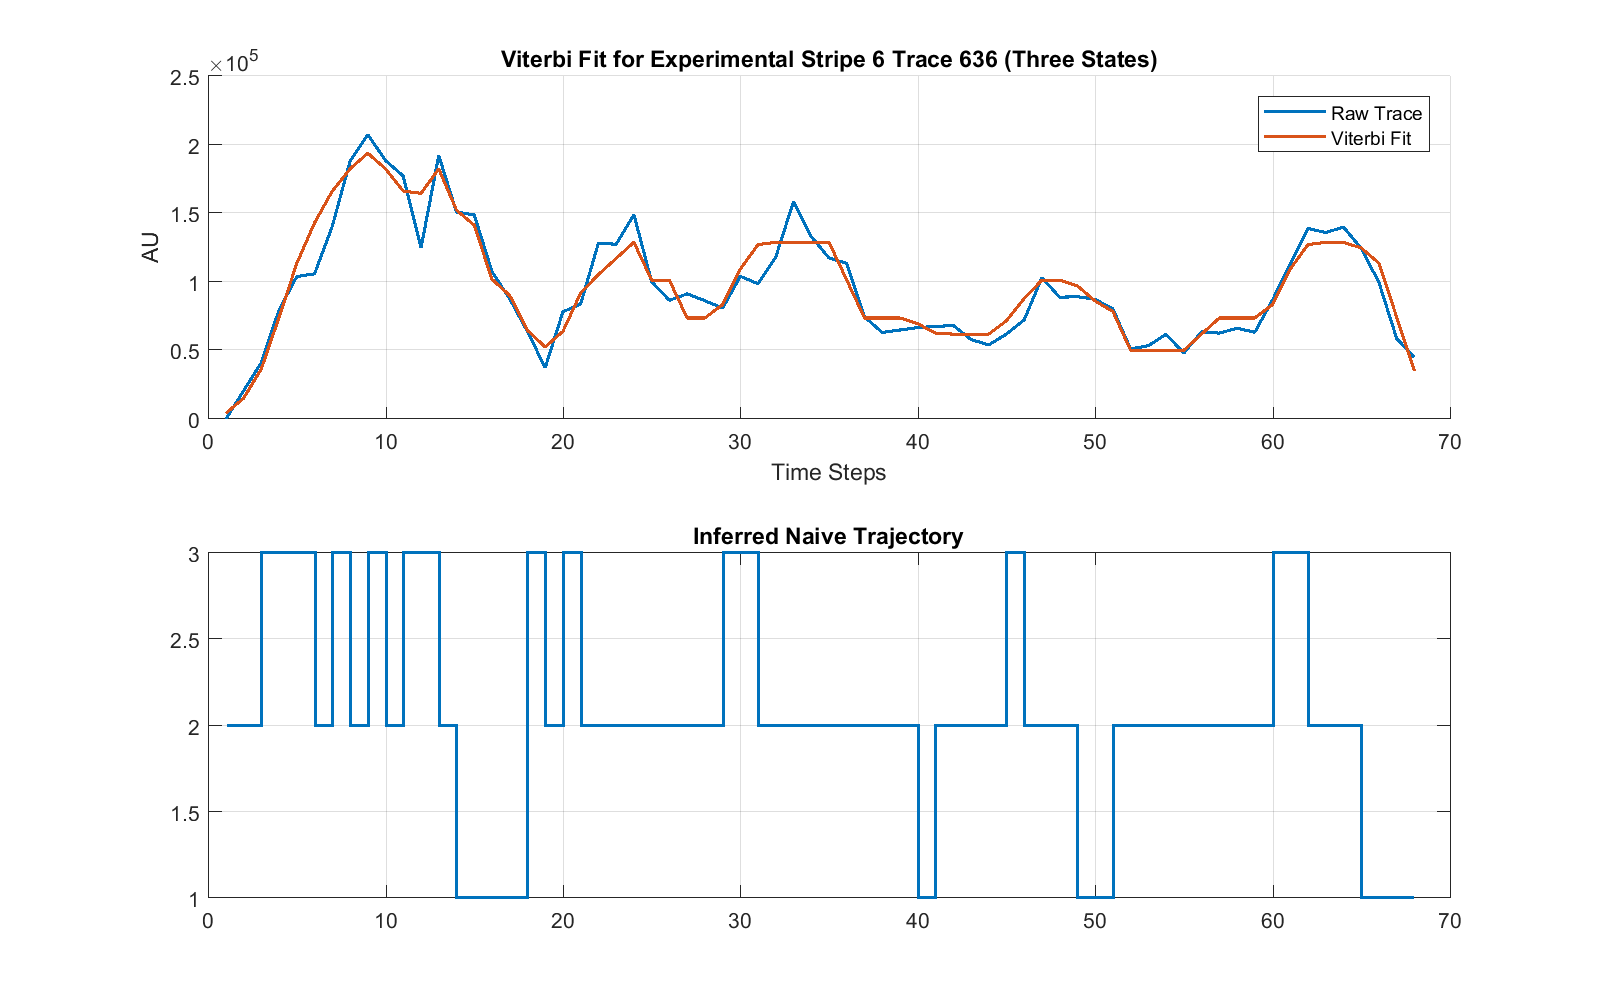 Viterbi Fit for Experimental Stripe 6 Trace 636 (Three States)
×10^5
2.5
2
1.5
1
0.5
0
AU
Raw Trace
Viterbi Fit
0 10 20 30 40 50 60 70
Time Steps
Inferred Naive Trajectory
3
2.5
2
1.5
1
0 10 20 30 40 50 60 70